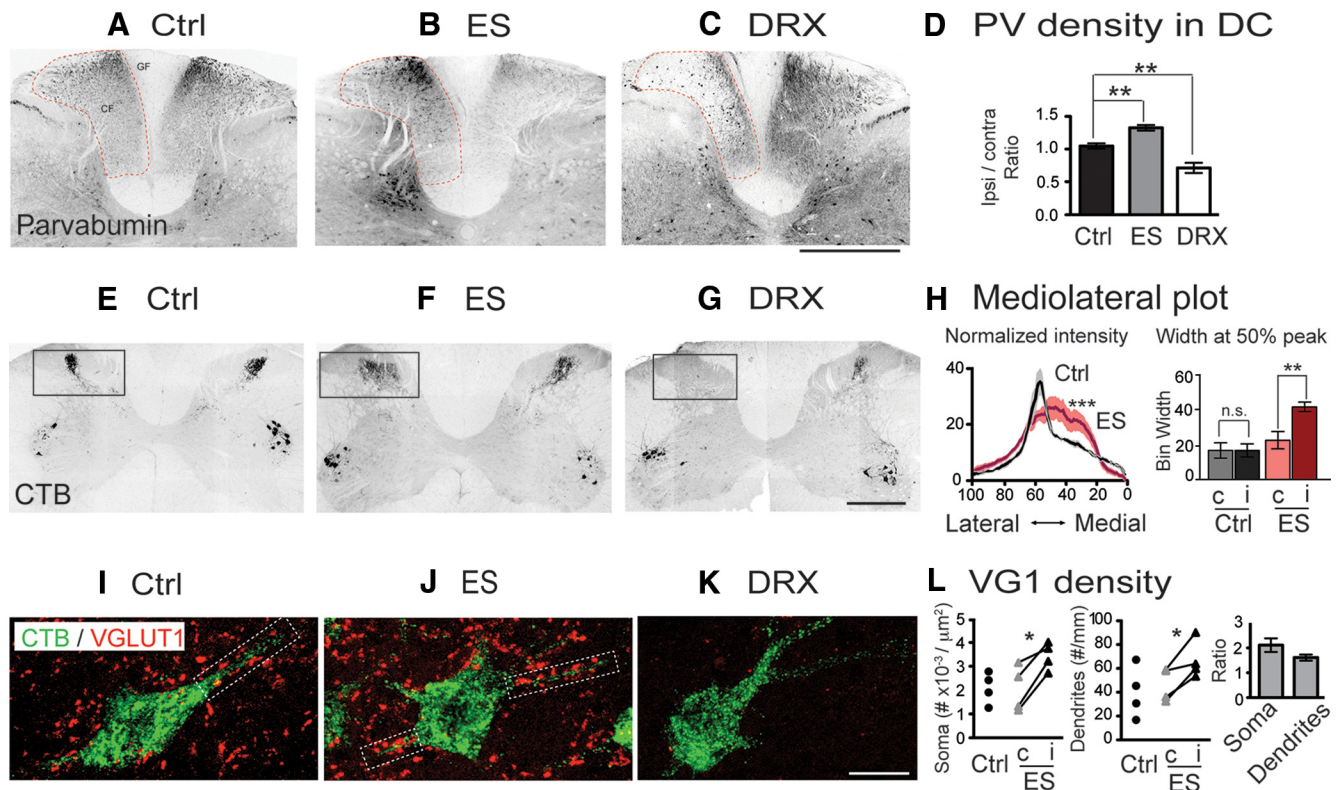 A Ctrl
B ES
C DRX
D PV density in DC
GF
CF
Parvabumin
** **
Ipsi / contra
Ratio
1.5
1.0
0.5
0.0
Ctrl ES DRX
E Ctrl
F ES
G DRX
H Mediolateral plot
CTB
Normalized intensity
40
20
0
Ctrl
***
ES
100 80 60 40 20 0
Lateral ↔ Medial
Width at 50% peak
Bin Width
60
40
20
0
n.s.
**
c i c i
Ctrl ES
I Ctrl
J ES
K DRX
L VG1 density
CTB / VGLUT1
Soma (# x10-3 / μm2)
5
4
3
2
1
0
*
Ctrl c i
ES
Dendrites (#/mm)
100
80
60
40
20
0
*
Ctrl c i
ES
Ratio
3
2
1
0
Soma
Dendrites